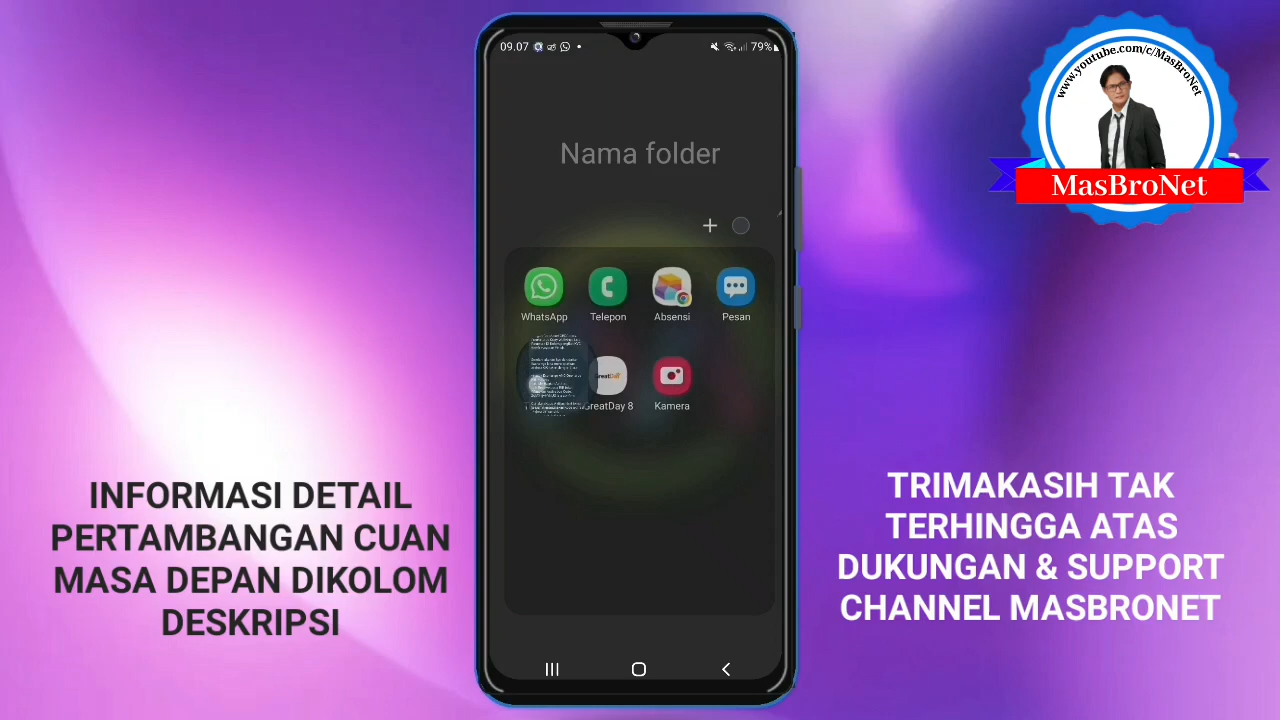 09.07
79%
www.youtube.com/c/MasBroNet
MasBroNet
Nama folder
WhatsApp
Telepon
Absensi
Pesan
GreatDay
GreatDay 8
Kamera
INFORMASI DETAIL
PERTAMBANGAN CUAN
MASA DEPAN DIKOLOM
DESKRIPSI
TRIMAKASIH TAK
TERHINGGA ATAS
DUKUNGAN & SUPPORT
CHANNEL MASBRONET